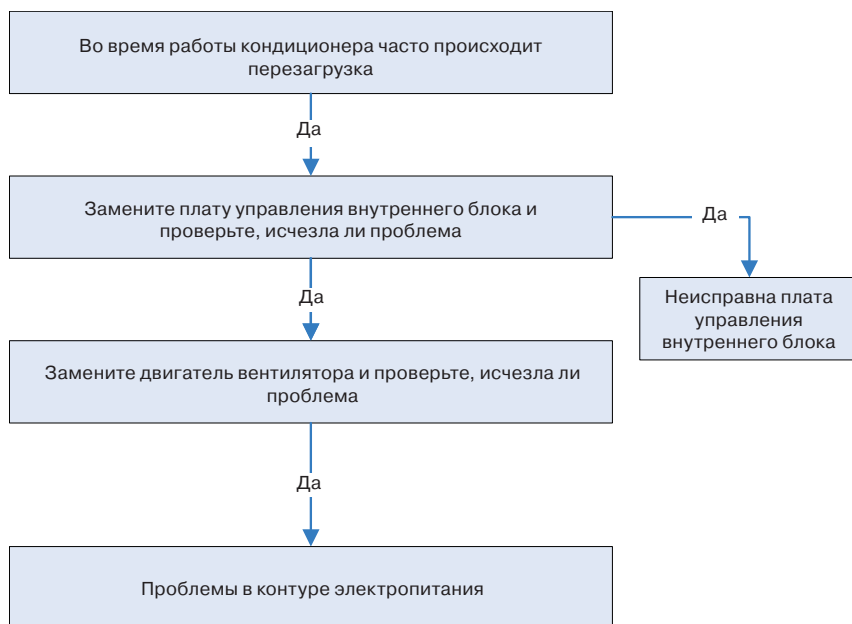 Во время работы кондиционера часто происходит
перезагрузка
Да
Замените плату управления внутреннего блока и
проверьте, исчезла ли проблема
Да
Да
Неисправна плата
управления
внутреннего блока
Замените двигатель вентилятора и проверьте, исчезла ли
проблема
Да
Проблемы в контуре электропитания